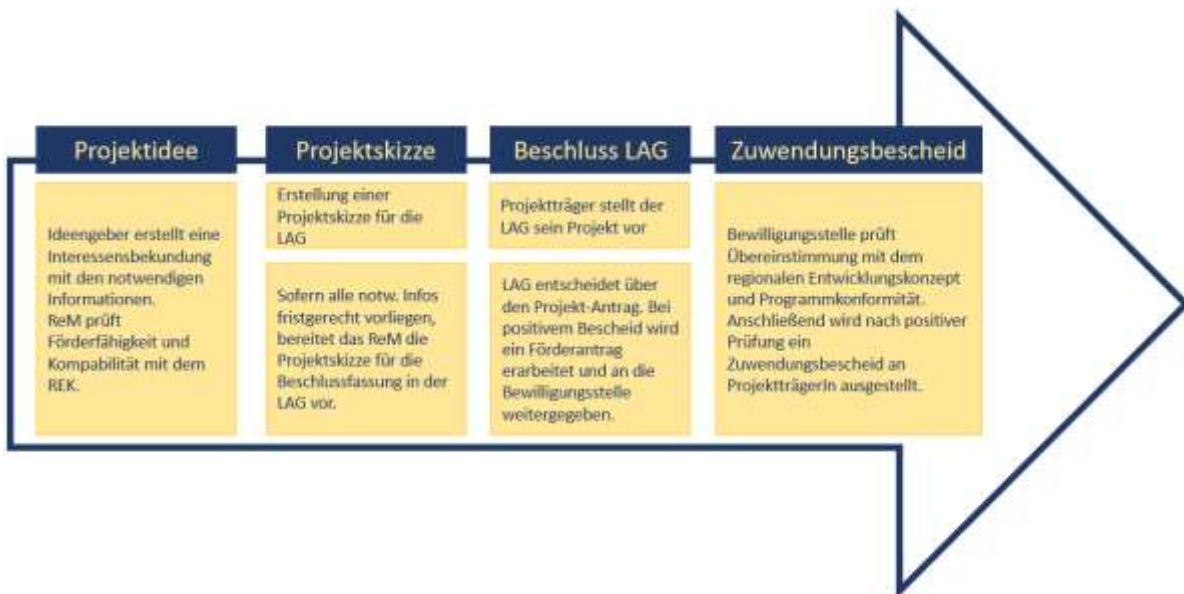 Projektidee
Ideengeber erstellt eine
Interessensbekundung
mit den notwendigen
Informationen.
ReM prüft
Förderfähigkeit und
Kompabilität mit dem
REK.
Projektskizze
Erstellung einer
Projektskizze für die
LAG
Sofern alle notw. Infos
fristgerecht vorliegen,
bereitet das ReM die
Projektskizze für die
Beschlussfassung in der
LAG vor.
Beschluss LAG
Projektträger stellt der
LAG sein Projekt vor
LAG entscheidet über
den Projekt-Antrag. Bei
positivem Bescheid wird
ein Förderantrag
erarbeitet und an die
Bewilligungsstelle
weitergegeben.
Zuwendungsbescheid
Bewilligungsstelle prüft
Übereinstimmung mit dem
regionalen Entwicklungskonzept
und Programmkonformität.
Anschließend wird nach positiver
Prüfung ein
Zuwendungsbescheid an
ProjektträgerIn ausgestellt.